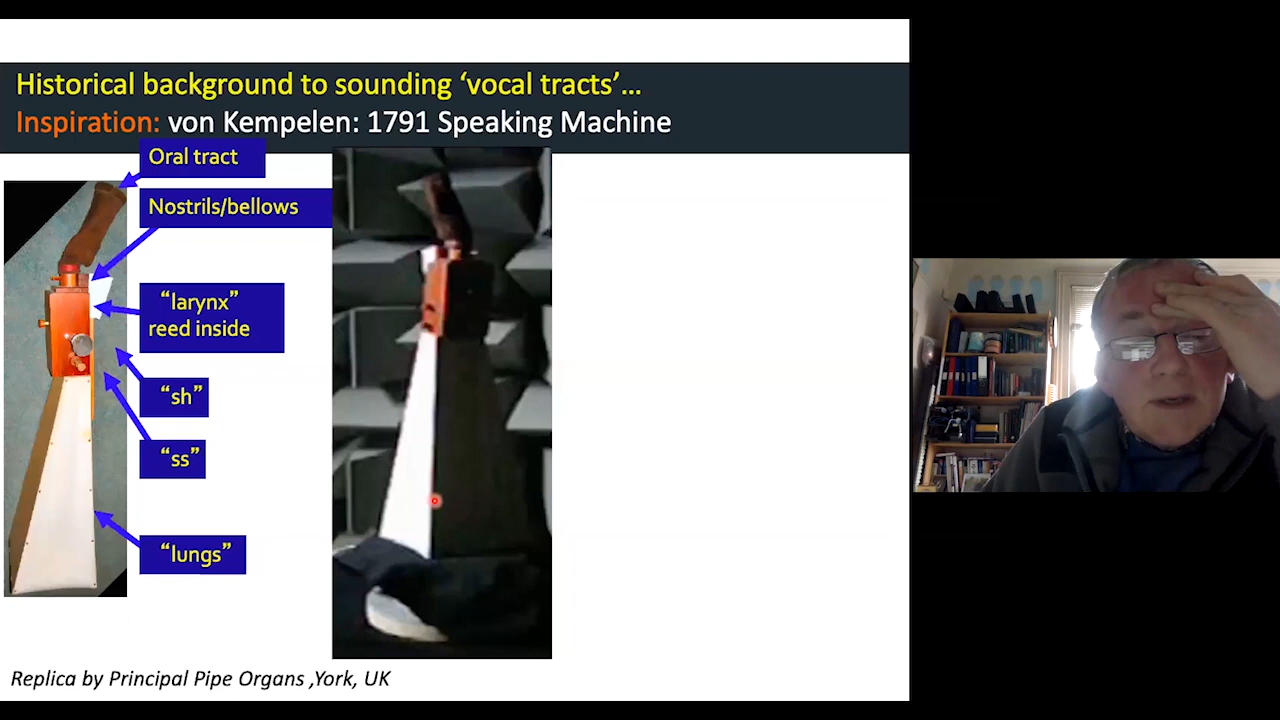 Historical background to sounding ‘vocal tracts’…
Inspiration: von Kempelen: 1791 Speaking Machine
Oral tract
Nostrils/bellows
“larynx”
reed inside
“sh”
“ss”
“lungs”
Replica by Principal Pipe Organs ,York, UK